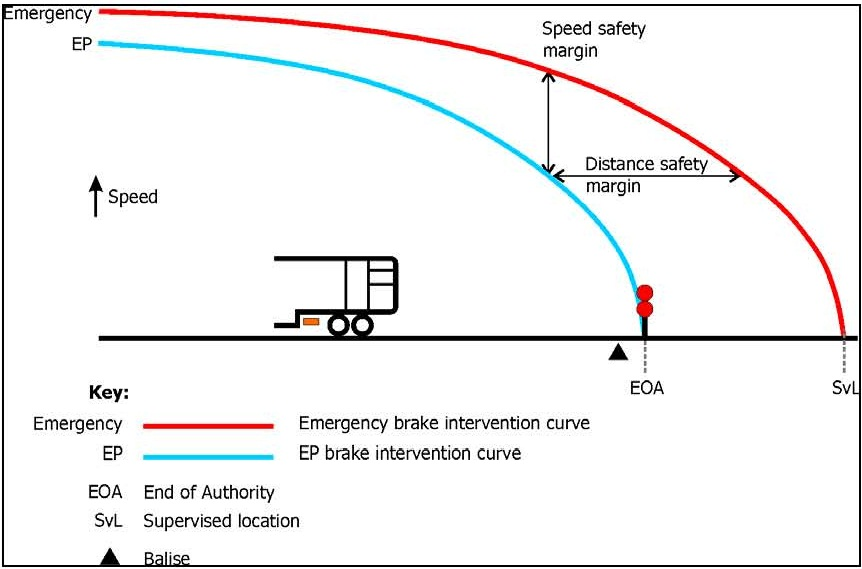 Emergency
EP
Speed safety
margin
Distance safety
margin
Speed
EOA
SvL
Key:
Emergency Emergency brake intervention curve
EP EP brake intervention curve
EOA End of Authority
SvL Supervised location
Balise